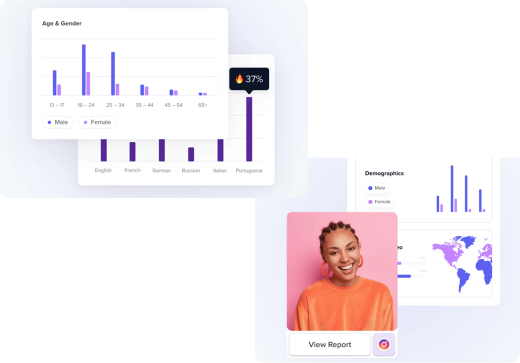 Age & Gender
13 – 17
18 – 24
25 – 34
35 – 44
45 – 54
65+
Male
Female
37%
English
French
German
Russian
Italian
Portuguese
Demographics
Male
Female
View Report